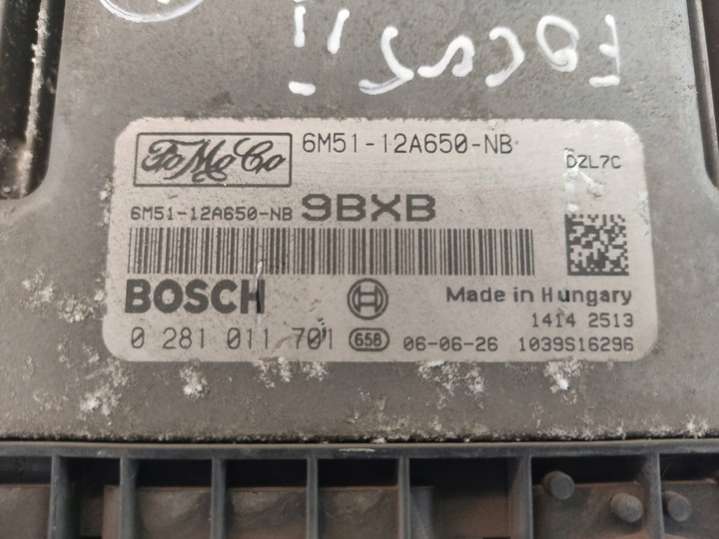 FOCUS II
FoMoCo
6M51-12A650-NB
DZL7C
6M51-12A650-NB 9BXB
BOSCH
Made in Hungary
1414 2513
0 281 011 701 656 06-06-26 1039S16296